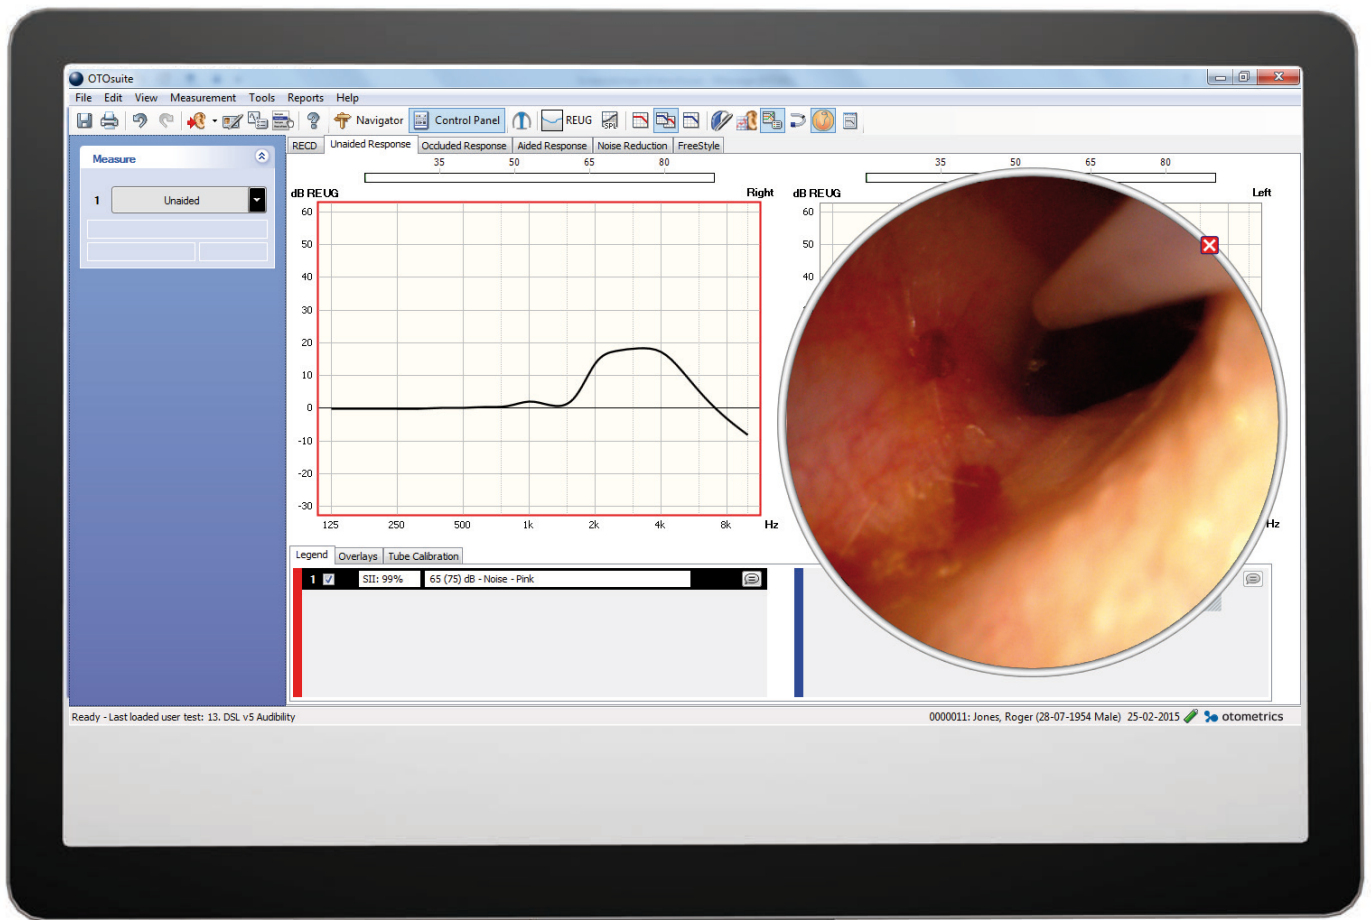 OTOsuite
File Edit View Measurement Tools Reports Help
Navigator Control Panel REUG SPL
Measure
1 Unaided
RECD Unaided Response Occluded Response Aided Response Noise Reduction FreeStyle
35 50 65 80
dB REUG Right
60
50
40
30
20
10
0
-10
-20
-30
125 250 500 1k 2k 4k 8k Hz
35 50 65 80
dB REUG Left
60
50
40
Hz
Legend Overlays Tube Calibration
1 SII: 99% 65 (75) dB - Noise - Pink
Ready - Last loaded user test: 13. DSL v5 Audibility
0000011: Jones, Roger (28-07-1954 Male) 25-02-2015 otometrics